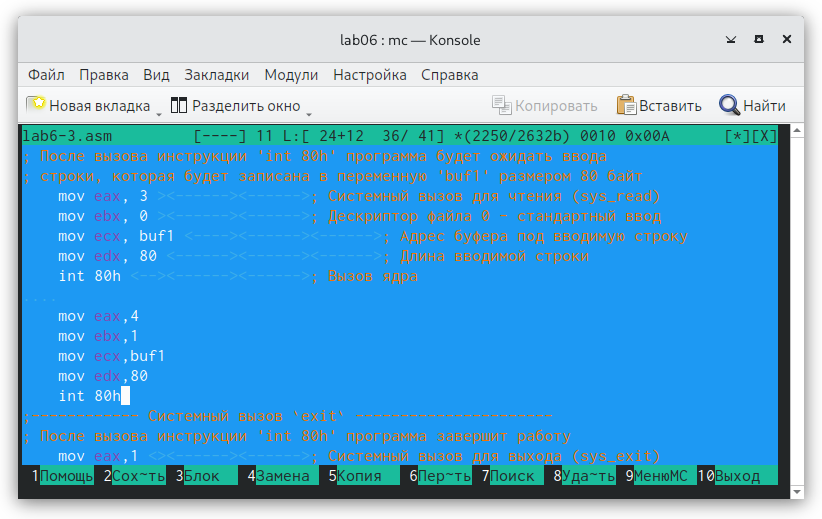 lab06 : mc — Konsole
Файл Правка Вид Закладки Модули Настройка Справка
Новая вкладка Разделить окно Копировать Вставить Найти
lab6-3.asm [----] 11 L:[ 24+12 36/ 41] *(2250/2632b) 0010 0x00A [*][X]
; После вызова инструкции 'int 80h' программа будет ожидать ввода
; строки, которая будет записана в переменную 'buf1' размером 80 байт
mov eax, 3 ><------><------>; Системный вызов для чтения (sys_read)
mov ebx, 0 ><------><------>; Дескриптор файла 0 - стандартный ввод
mov ecx, buf1 <-----><------><------>; Адрес буфера под вводимую строку
mov edx, 80 <------><------>; Длина вводимой строки
int 80h <--><------><------>; Вызов ядра
....
mov eax,4
mov ebx,1
mov ecx,buf1
mov edx,80
int 80h
;------------ Системный вызов `exit` ----------------------
; После вызова инструкции 'int 80h' программа завершит работу
mov eax,1 <><------><------>; Системный вызов для выхода (sys_exit)
1Помощь 2Сох~ть 3Блок 4Замена 5Копия 6Пер~ть 7Поиск 8Уда~ть 9МенюМС 10Выход